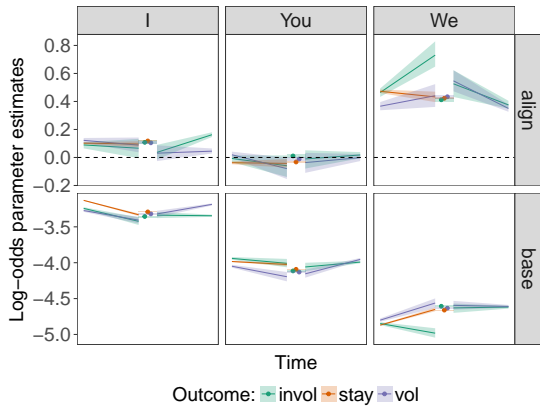 I You We
Log−odds parameter estimates
0.8
0.6
0.4
0.2
0.0
−0.2
align
−3.5
−4.0
−4.5
−5.0
base
Time
Outcome: invol stay vol